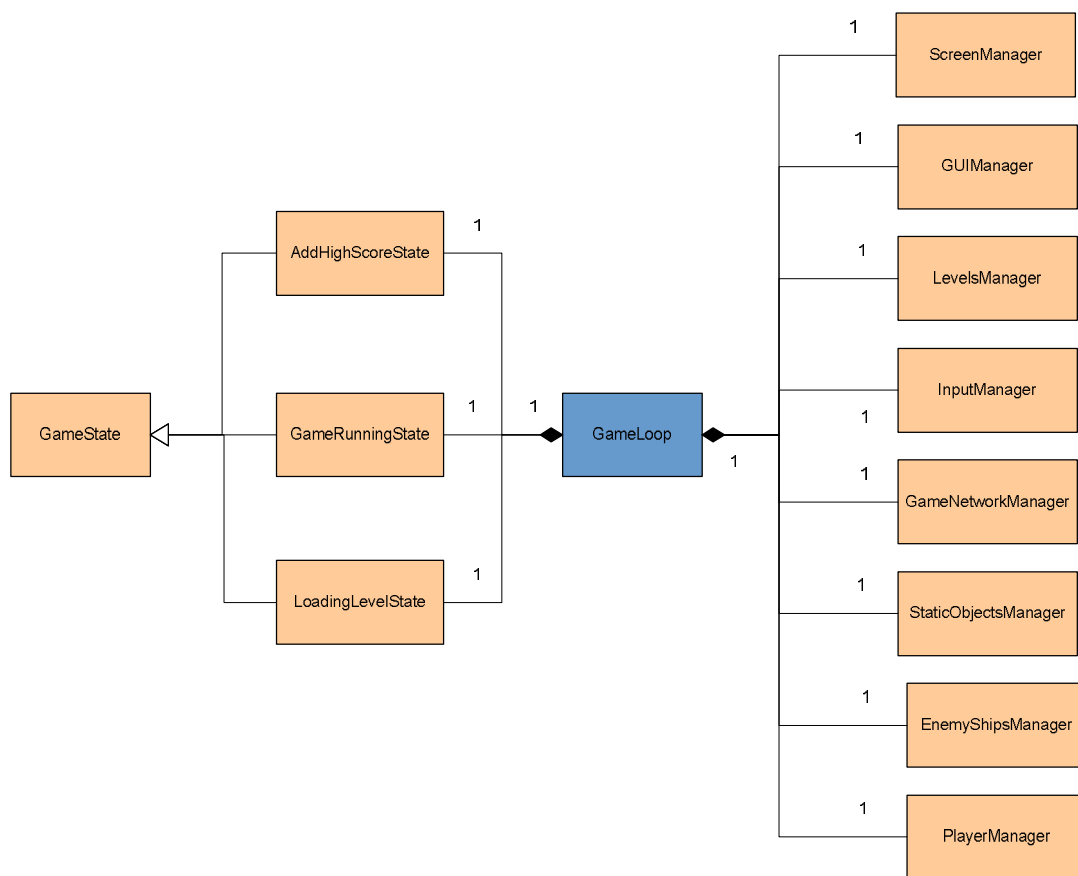 1
ScreenManager
1
GUIManager
1
AddHighScoreState
1
LevelsManager
1
InputManager
GameState
GameRunningState
1
1
GameLoop
1
1
1
GameNetworkManager
LoadingLevelState
1
1
StaticObjectsManager
1
EnemyShipsManager
1
PlayerManager